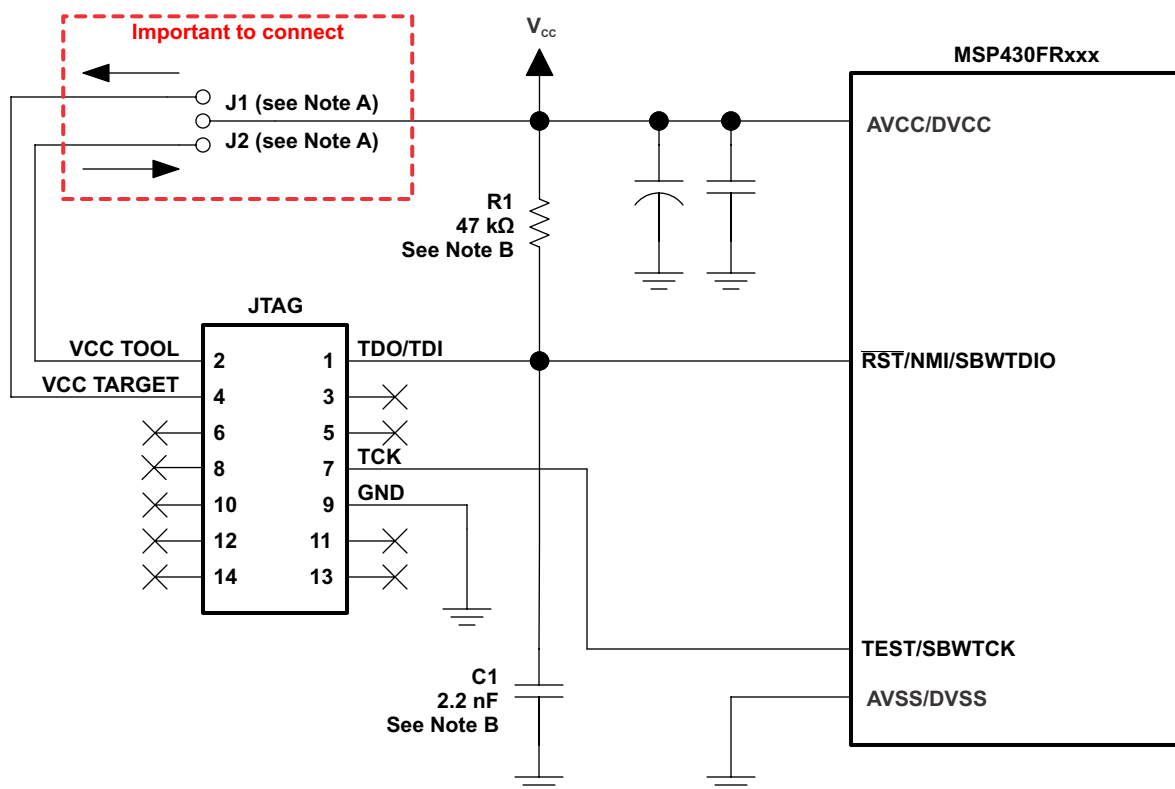 Important to connect
J1 (see Note A)
J2 (see Note A)
Vcc
MSP430FRxxx
AVCC/DVCC
R1
47 kΩ
See Note B
JTAG
VCC TOOL
2
1
TDO/TDI
RST/NMI/SBWTDIO
VCC TARGET
4
3
6
5
8
7
TCK
10
9
GND
12
11
14
13
TEST/SBWTCK
C1
2.2 nF
See Note B
AVSS/DVSS